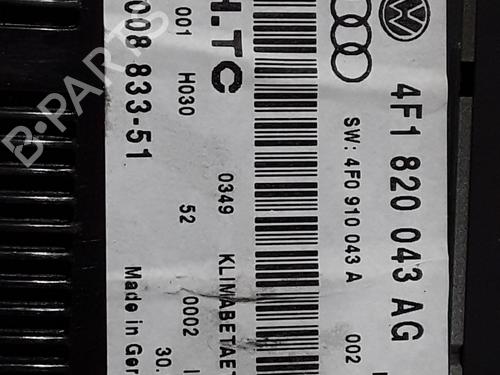 4F1 820 043 AG
SW: 4F0 910 043 A 002
0349 KLIMABETAET
001 H030 52 0002
H.TC
008 833-51 Made in Ger
30.
B-PARTS